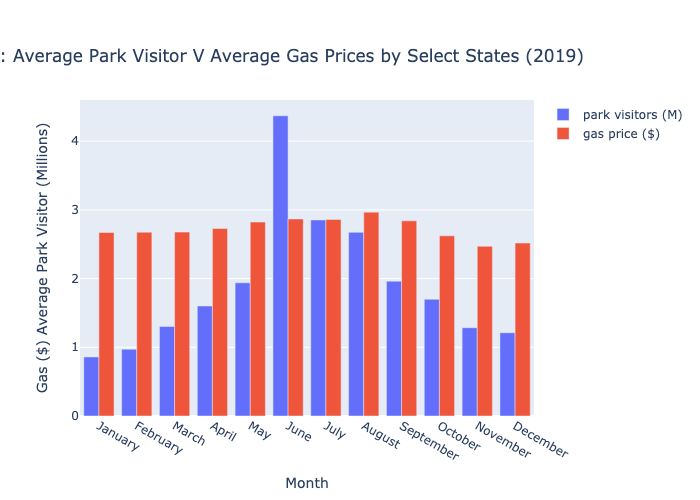 : Average Park Visitor V Average Gas Prices by Select States (2019)
park visitors (M)
gas price ($)
Gas ($) Average Park Visitor (Millions)
4
3
2
1
0
January
February
March
April
May
June
July
August
September
October
November
December
Month